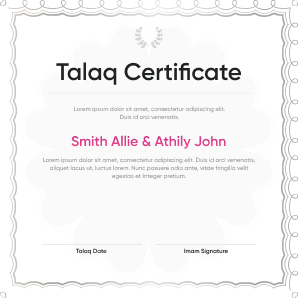 Talaq Certificate
Lorem ipsum dolor sit amet, consectetur adipiscing elit.
Duis id orci venenatis.
Smith Allie & Athily John
Lorem ipsum dolor sit amet, consectetur adipiscing elit. Duis id orci venenatis,
aliquet lacus at, luctus lorem. Nunc posuere odio ante, vitae fringilla velit
egestas et Integer pretium.
Talaq Date
Imam Signature